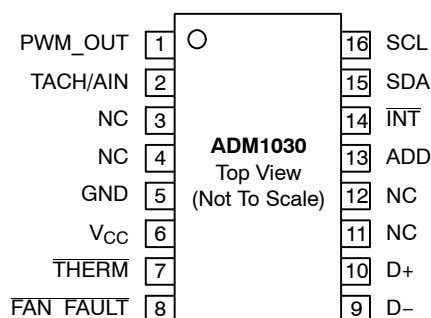 PWM_OUT 1 16 SCL
TACH/AIN 2 15 SDA
NC 3 14 INT
NC 4 ADM1030 13 ADD
Top View
GND 5 (Not To Scale) 12 NC
VCC 6 11 NC
THERM 7 10 D+
FAN_FAULT 8 9 D−